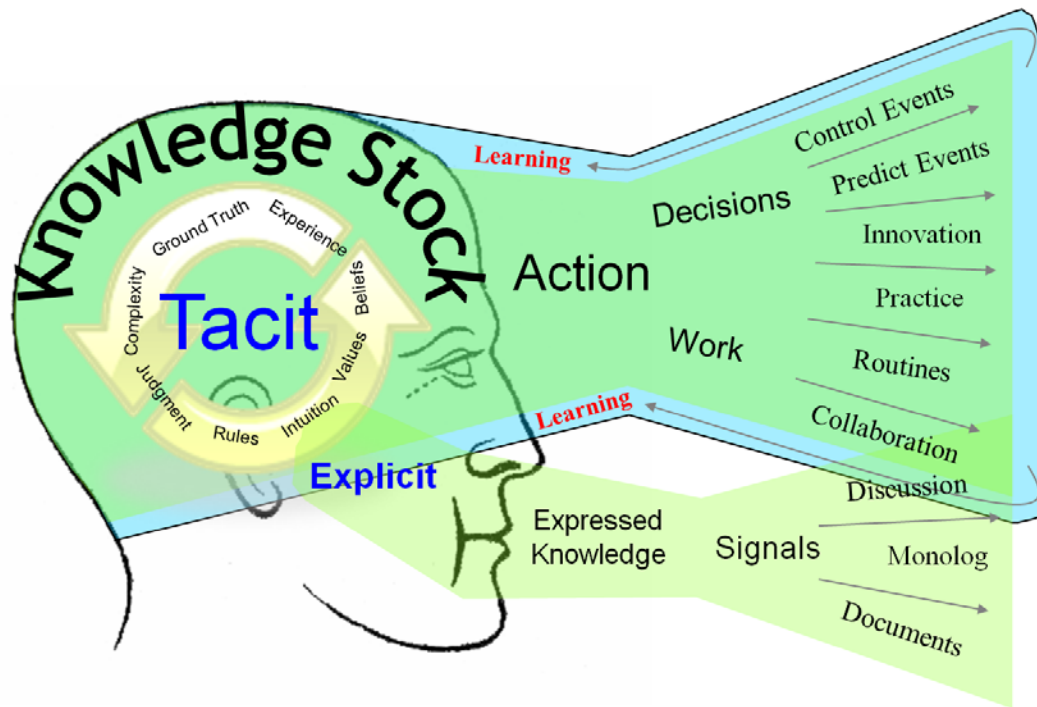 Knowledge Stock
Ground Truth
Experience
Beliefs
Values
Intuition
Rules
Judgment
Complexity
Tacit
Explicit
Learning
Learning
Action
Decisions
Work
Control Events
Predict Events
Innovation
Practice
Routines
Collaboration
Expressed
Knowledge
Signals
Discussion
Monolog
Documents